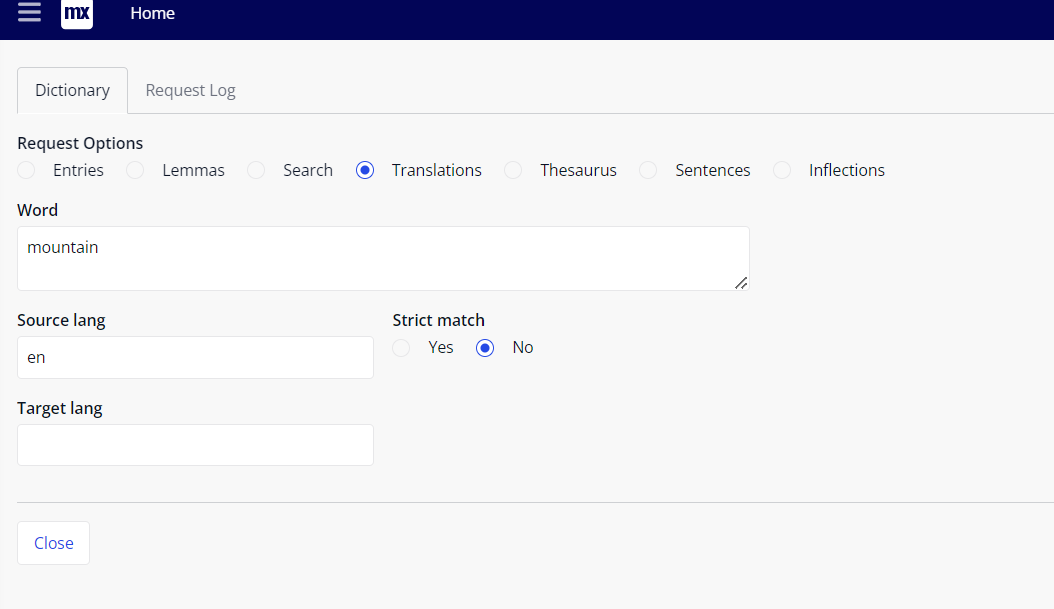 mx Home
Dictionary Request Log
Request Options
Entries Lemmas Search Translations Thesaurus Sentences Inflections
Word
mountain
Source lang Strict match
en Yes No
Target lang
Close